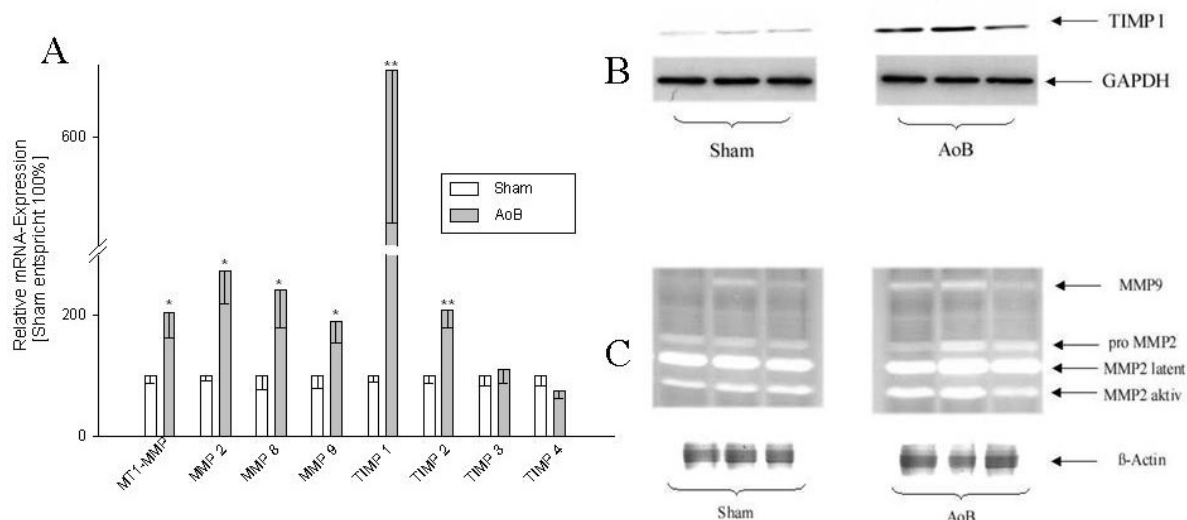 A
Relative mRNA-Expression
[Sham entspricht 100%]
600
200
0
**
*
*
*
*
**
Sham
AoB
MT1-MMP
MMP 2
MMP 8
MMP 9
TIMP 1
TIMP 2
TIMP 3
TIMP 4
B
TIMP 1
GAPDH
Sham
AoB
C
MMP9
pro MMP2
MMP2 latent
MMP2 aktiv
ß-Actin
Sham
AoB